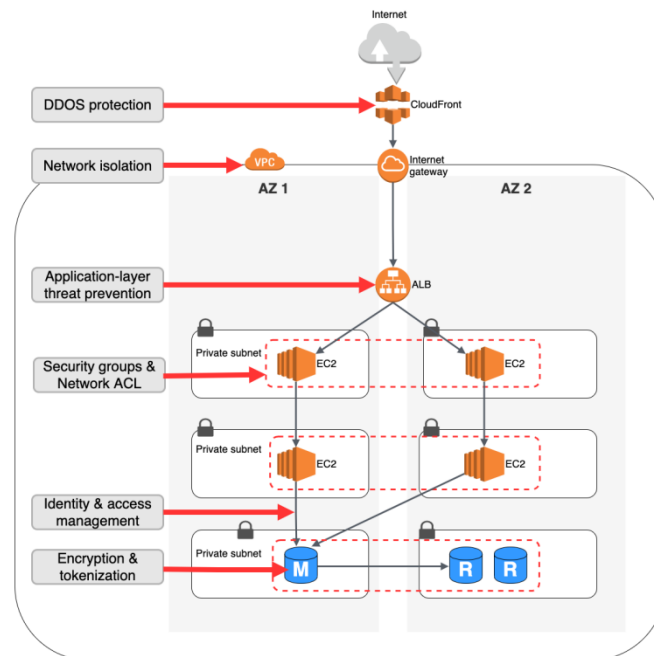 Internet
DDOS protection
CloudFront
Network isolation
VPC
Internet
gateway
AZ 1
AZ 2
Application-layer
threat prevention
ALB
Private subnet
EC2
EC2
Security groups &
Network ACL
Private subnet
EC2
EC2
Identity & access
management
Private subnet
Encryption &
tokenization
M
R
R